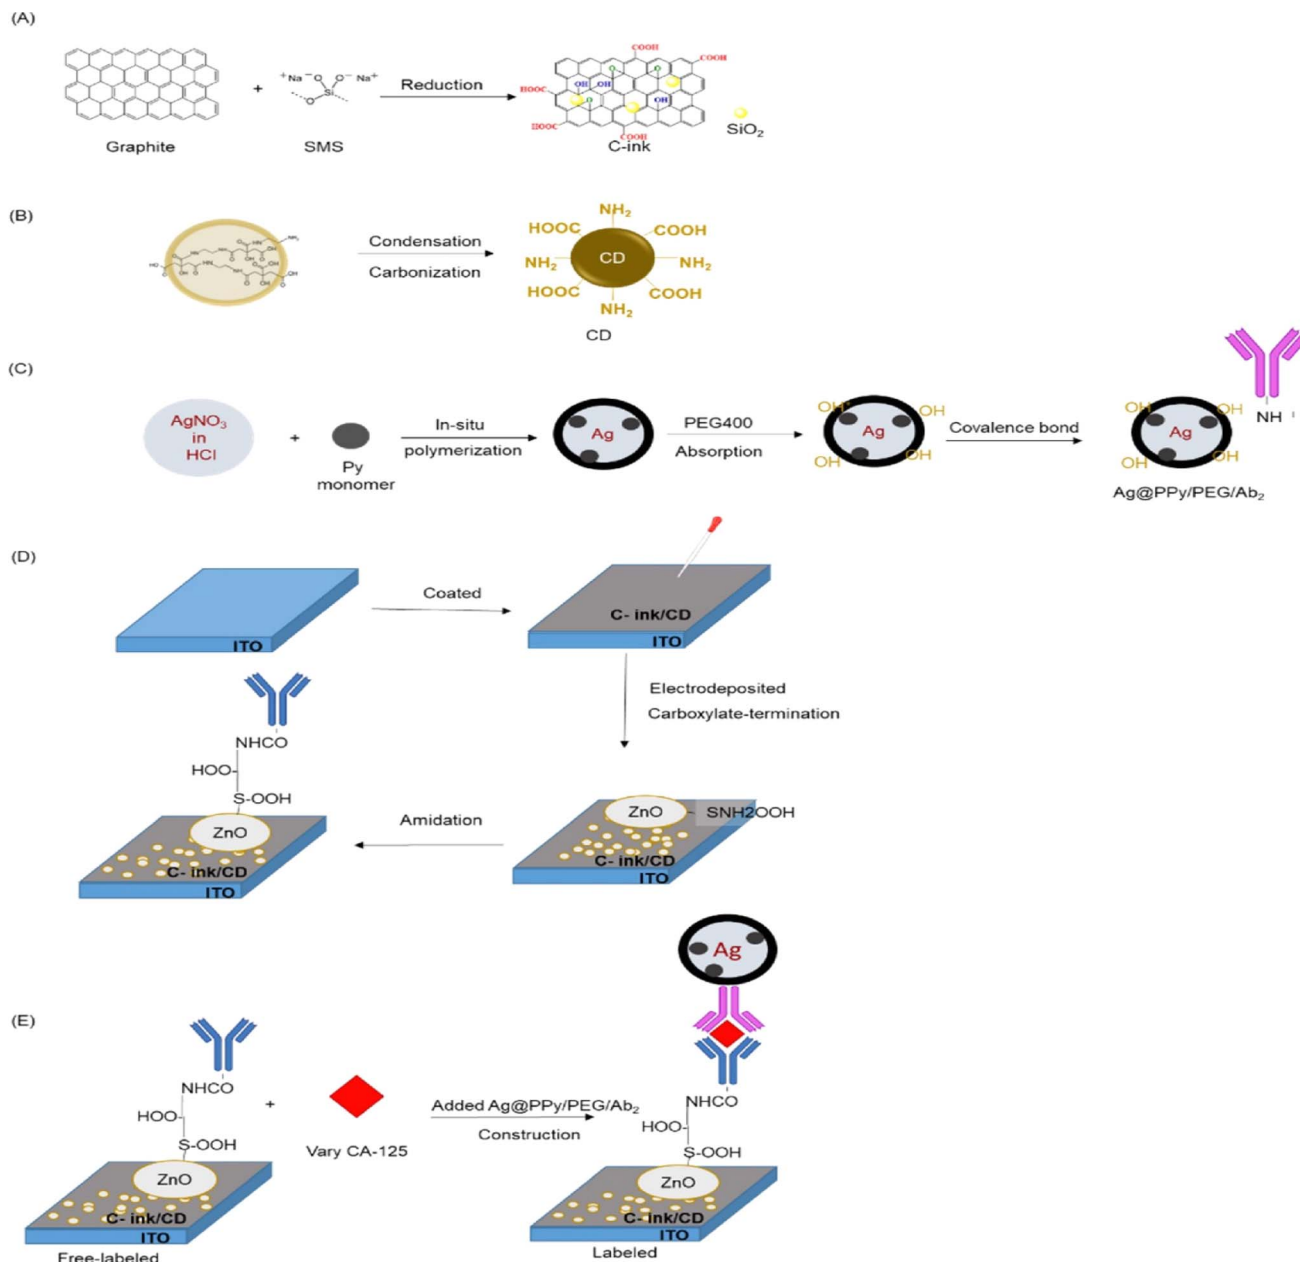 (A)
COOH
COOH
+Na −O O− Na+
Si
O
O
O
OH
OH
HOOC
O
OH
HOOC
HOOC
COOH
+
Reduction
SiO2
Graphite
SMS
C-ink
(B)
NH2
HOOC
COOH
Condensation
Carbonization
NH2
CD
NH2
HOOC
COOH
NH2
CD
(C)
AgNO3
in
HCl
+
Py
monomer
In-situ
polymerization
Ag
PEG400
Absorption
OH
OH
Ag
OH
OH
Covalence bond
NH
OH
OH
Ag
OH
OH
Ag@PPy/PEG/Ab2
(D)
ITO
Coated
C- ink/CD
ITO
Electrodeposited
Carboxylate-termination
NHCO
HOO-
S-OOH
ZnO
C- ink/CD
ITO
Amidation
ZnO
SNH2OOH
C- ink/CD
ITO
(E)
NHCO
HOO-
S-OOH
ZnO
C- ink/CD
ITO
Free-labeled
+
Vary CA-125
Added Ag@PPy/PEG/Ab2
Construction
Ag
NHCO
HOO-
S-OOH
ZnO
C- ink/CD
ITO
Labeled